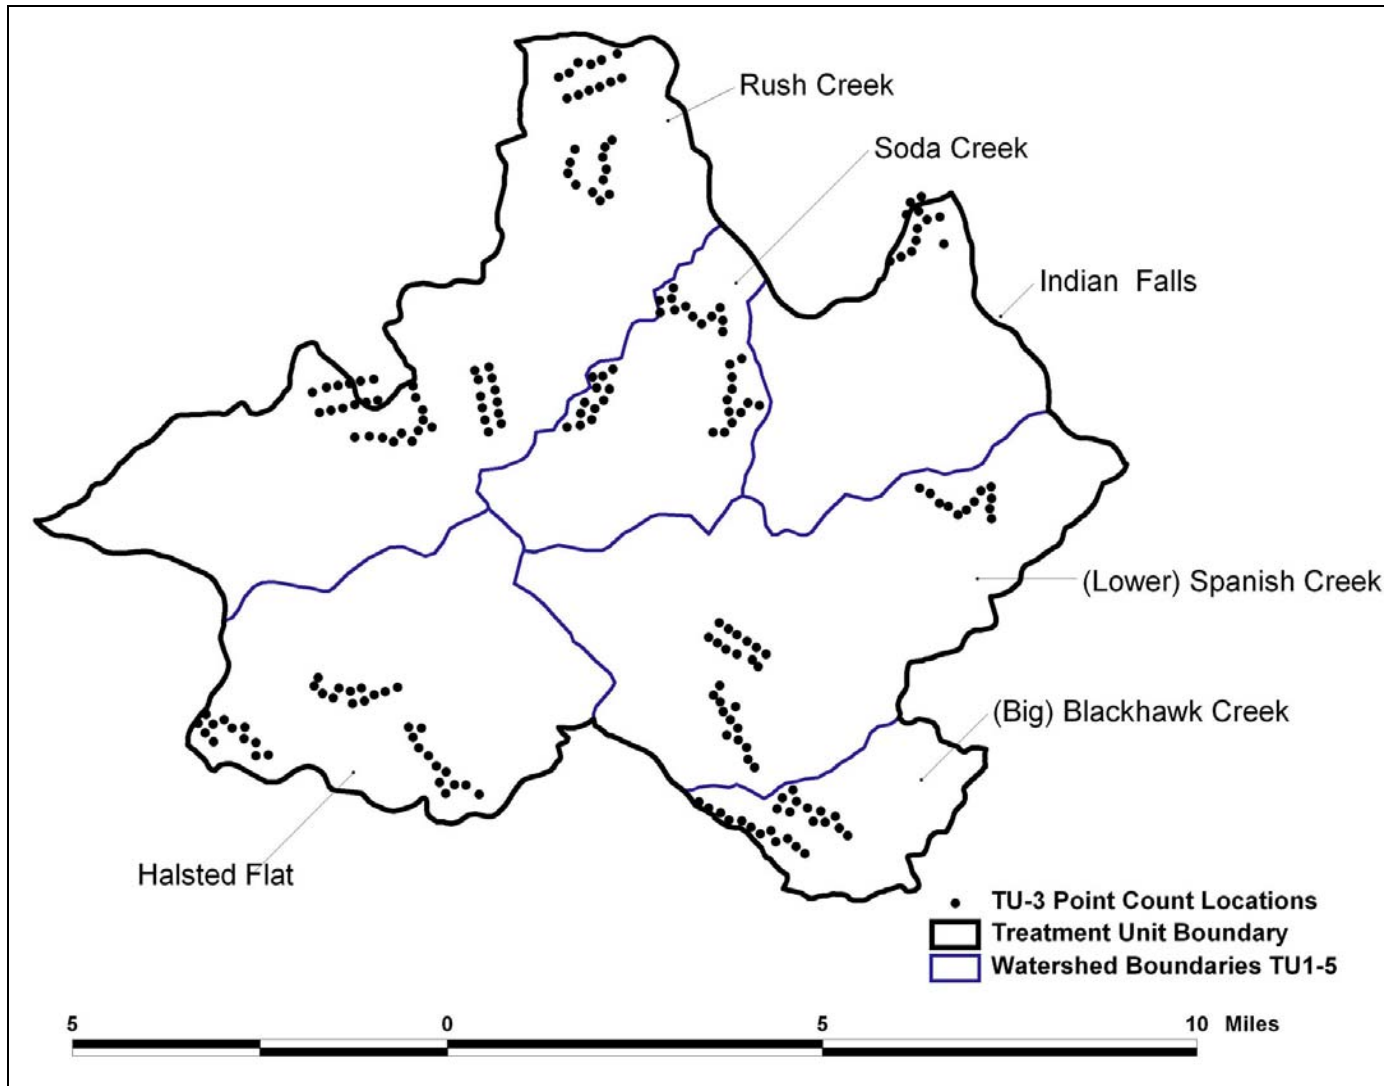 Rush Creek
Soda Creek
Indian Falls
(Lower) Spanish Creek
(Big) Blackhawk Creek
Halsted Flat
TU-3 Point Count Locations
Treatment Unit Boundary
Watershed Boundaries TU1-5
5 0 5 10 Miles